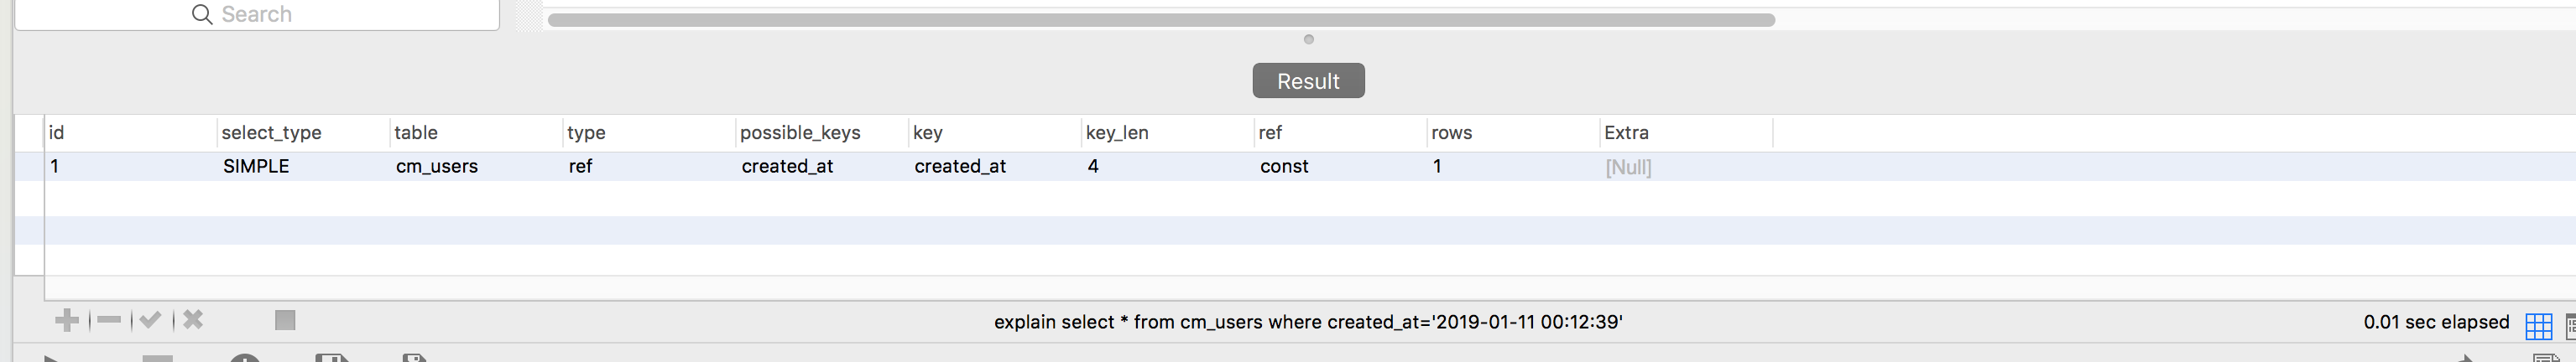 Search
Result
id select_type table type possible_keys key key_len ref rows Extra
1 SIMPLE cm_users ref created_at created_at 4 const 1 [Null]
explain select * from cm_users where created_at='2019-01-11 00:12:39' 0.01 sec elapsed